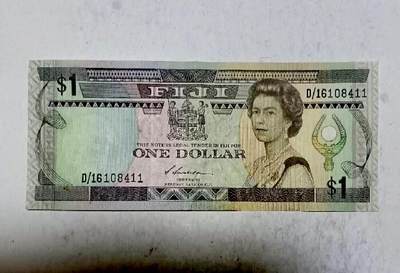 FIJI
$1
D/16108411
THIS NOTE IS LEGAL TENDER IN FIJI FOR
ONE DOLLAR
D/16108411
$1